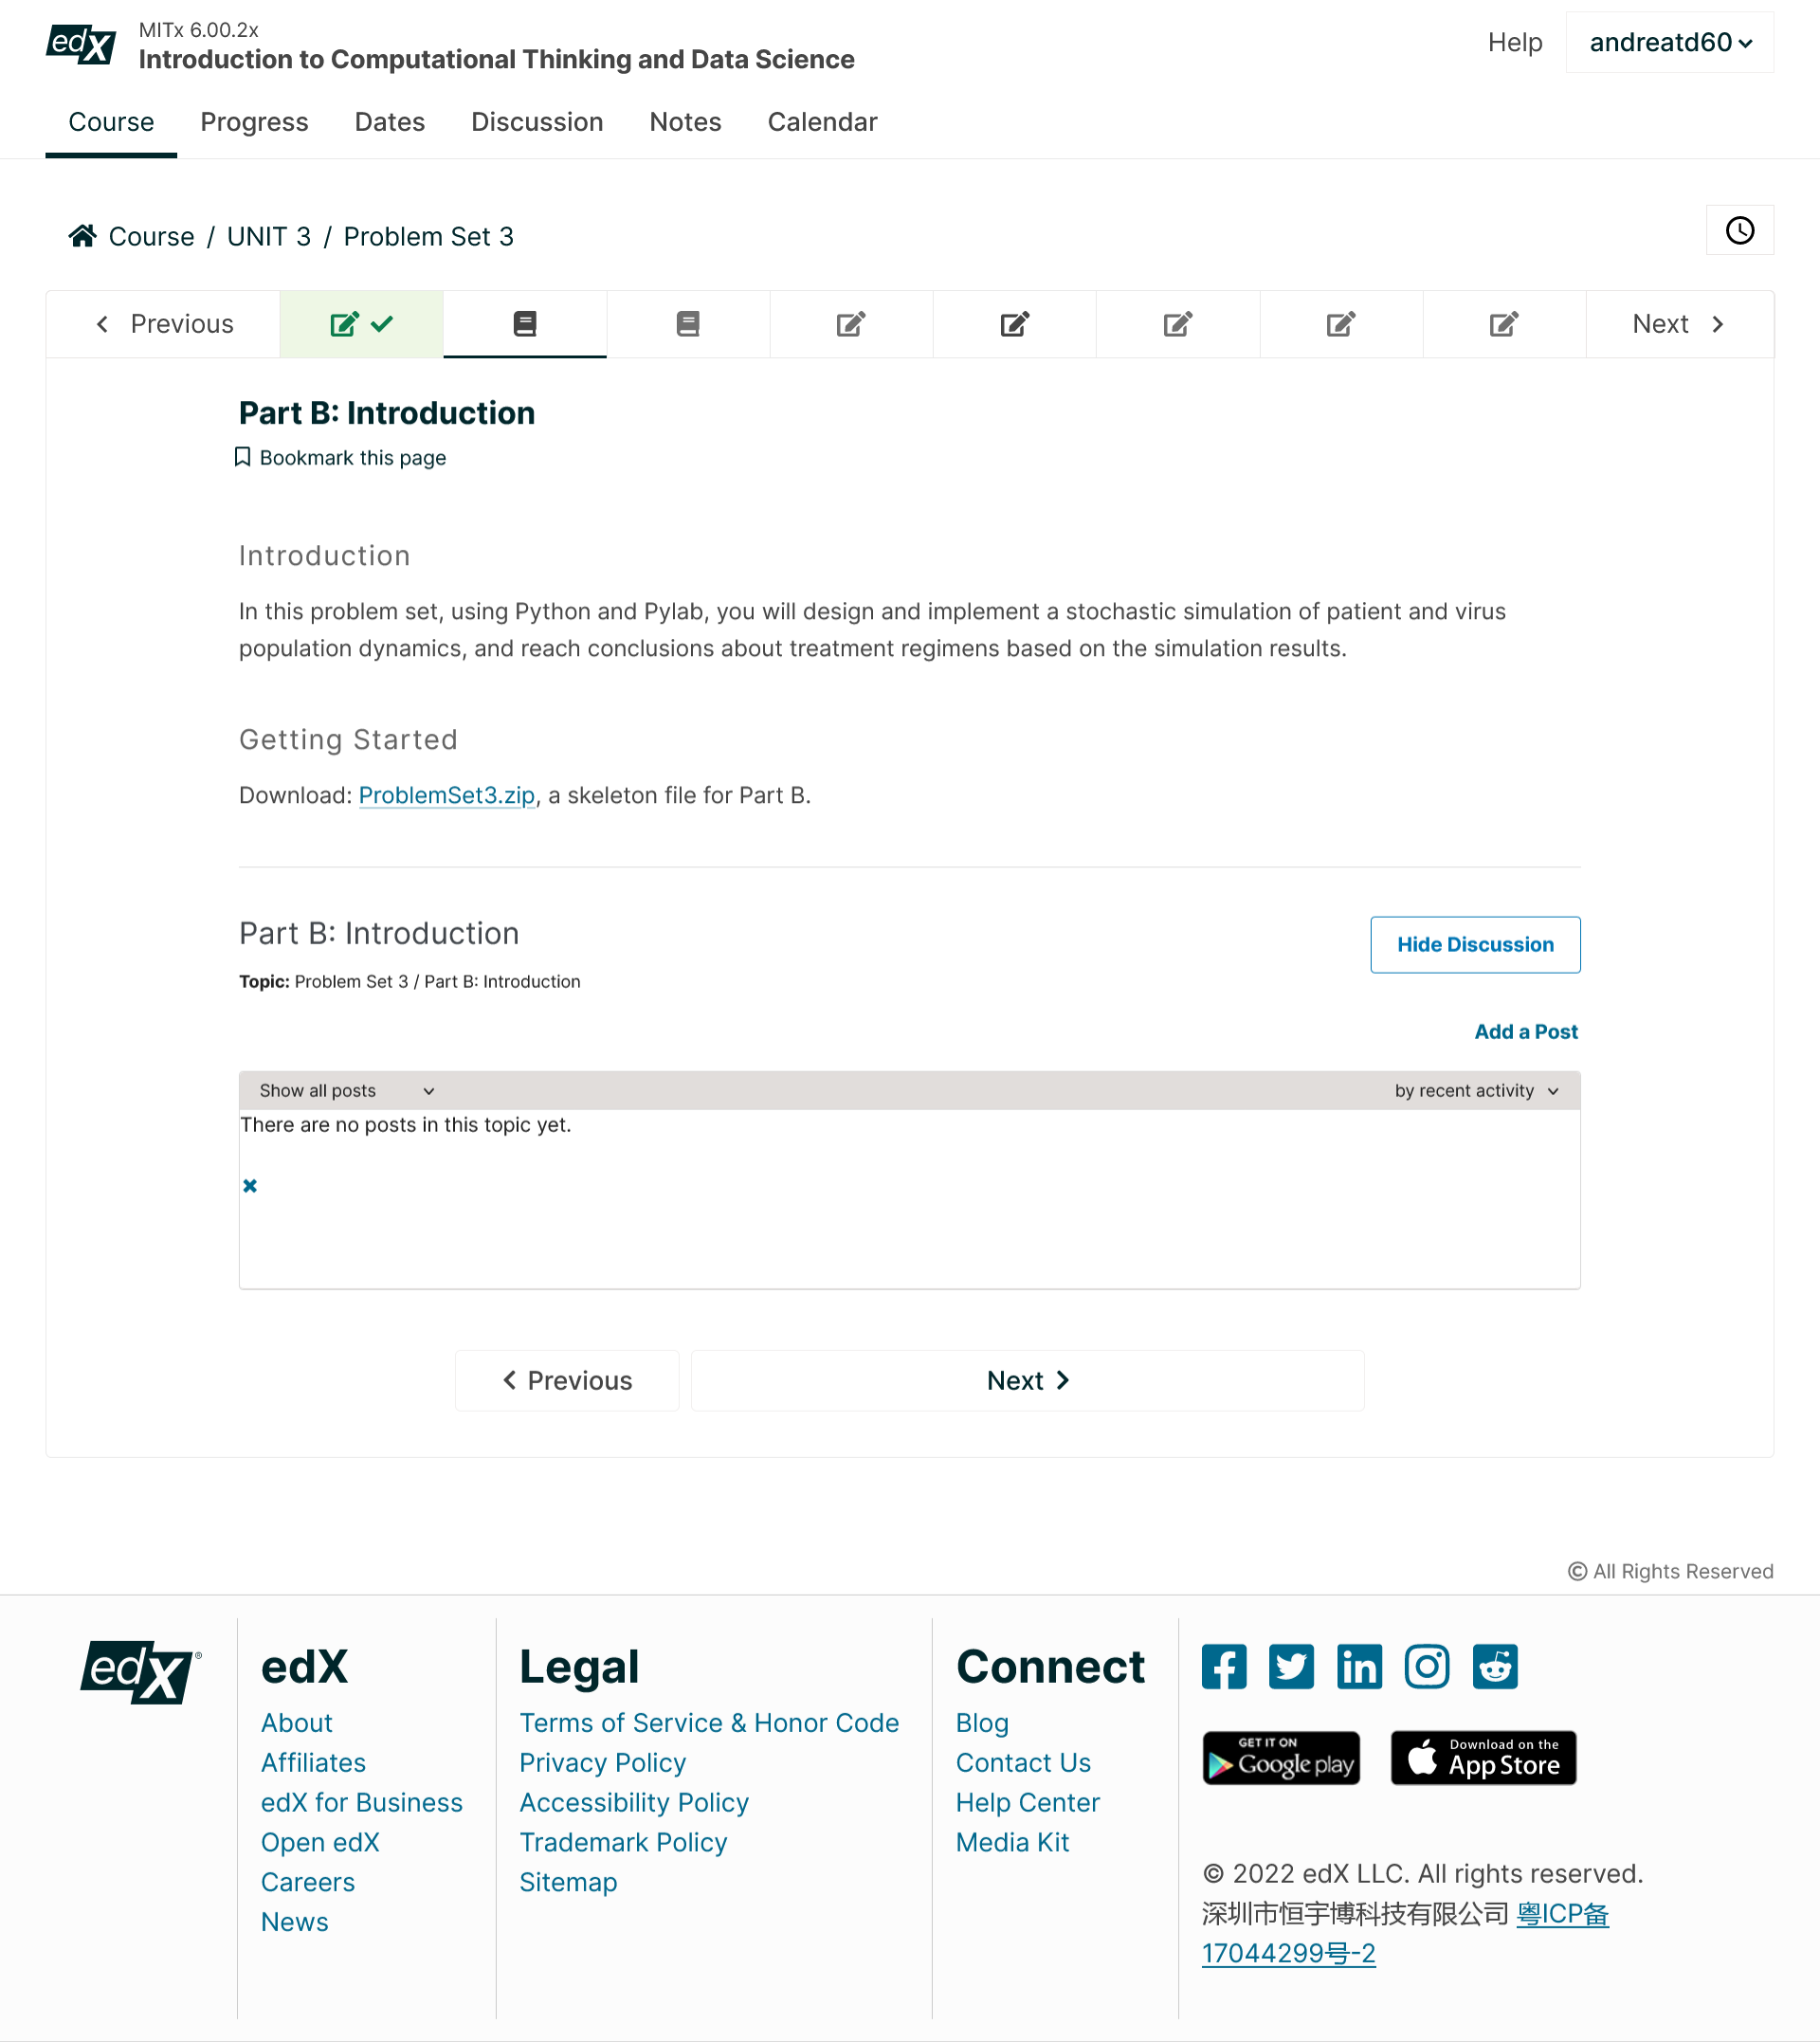 edX
MITx 6.00.2x
Introduction to Computational Thinking and Data Science
Help
andreatd60
Course
Progress
Dates
Discussion
Notes
Calendar
Course / UNIT 3 / Problem Set 3
Previous
Next
Part B: Introduction
Bookmark this page
Introduction
In this problem set, using Python and Pylab, you will design and implement a stochastic simulation of patient and virus
population dynamics, and reach conclusions about treatment regimens based on the simulation results.
Getting Started
Download: ProblemSet3.zip, a skeleton file for Part B.
Part B: Introduction
Hide Discussion
Topic: Problem Set 3 / Part B: Introduction
Add a Post
Show all posts
by recent activity
There are no posts in this topic yet.
Previous
Next
© All Rights Reserved
edX®
edX
About
Affiliates
edX for Business
Open edX
Careers
News
Legal
Terms of Service & Honor Code
Privacy Policy
Accessibility Policy
Trademark Policy
Sitemap
Connect
Blog
Contact Us
Help Center
Media Kit
GET IT ON
Google play
Download on the
App Store
© 2022 edX LLC. All rights reserved.
深圳市恒宇博科技有限公司 粤ICP备
17044299号-2